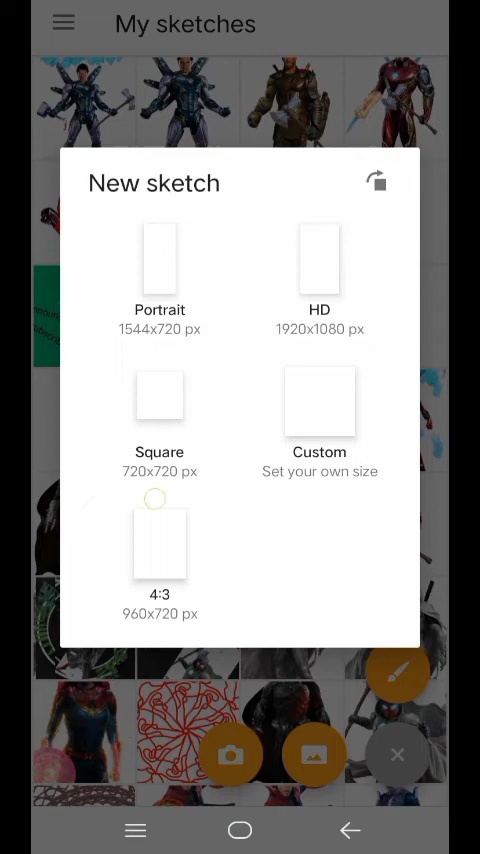 My sketches
New sketch
Portrait
1544x720 px
HD
1920x1080 px
Square
720x720 px
Custom
Set your own size
4:3
960x720 px